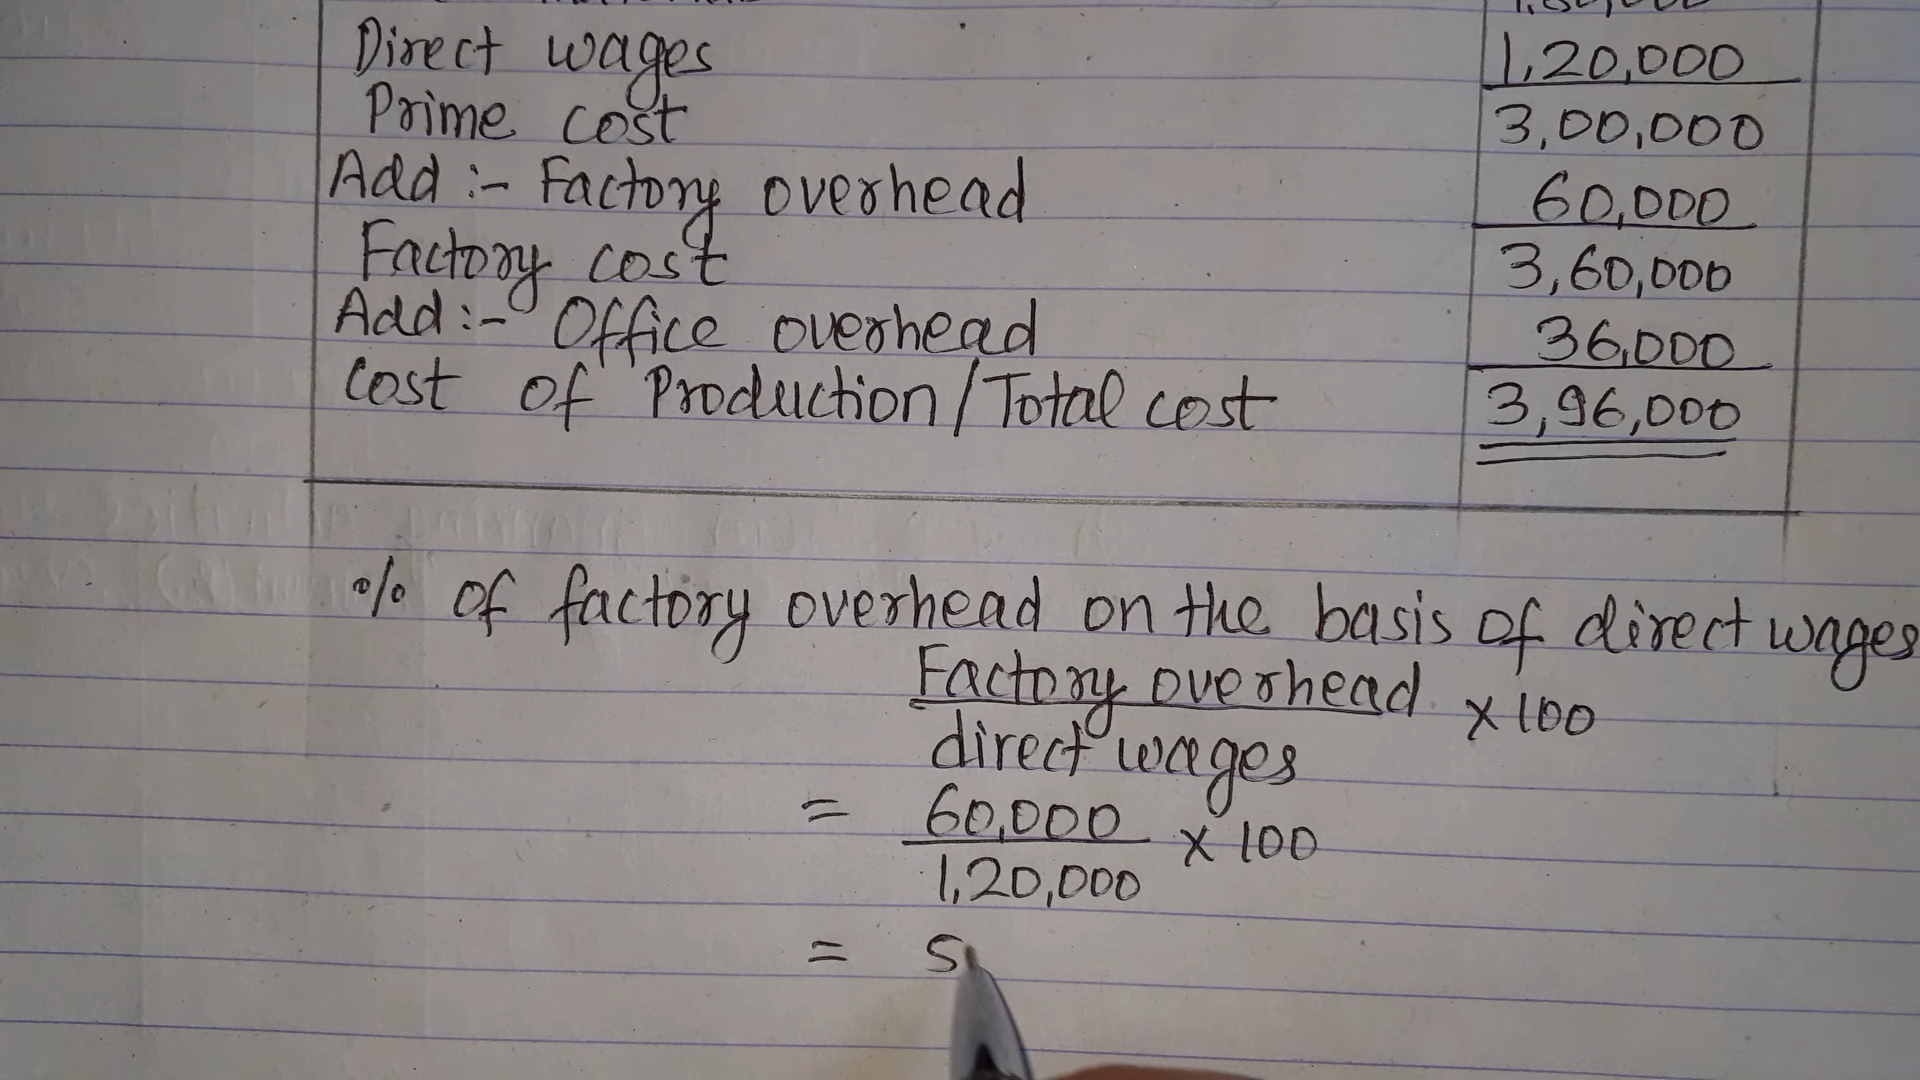 Direct wages 1,20,000
Prime cost 3,00,000
Add :- Factory overhead 60,000
Factory cost 3,60,000
Add :- Office overhead 36,000
Cost of Production/Total cost 3,96,000
% of factory overhead on the basis of direct wages
Factory overhead × 100
direct wages
= 60,000 × 100
1,20,000
= 5